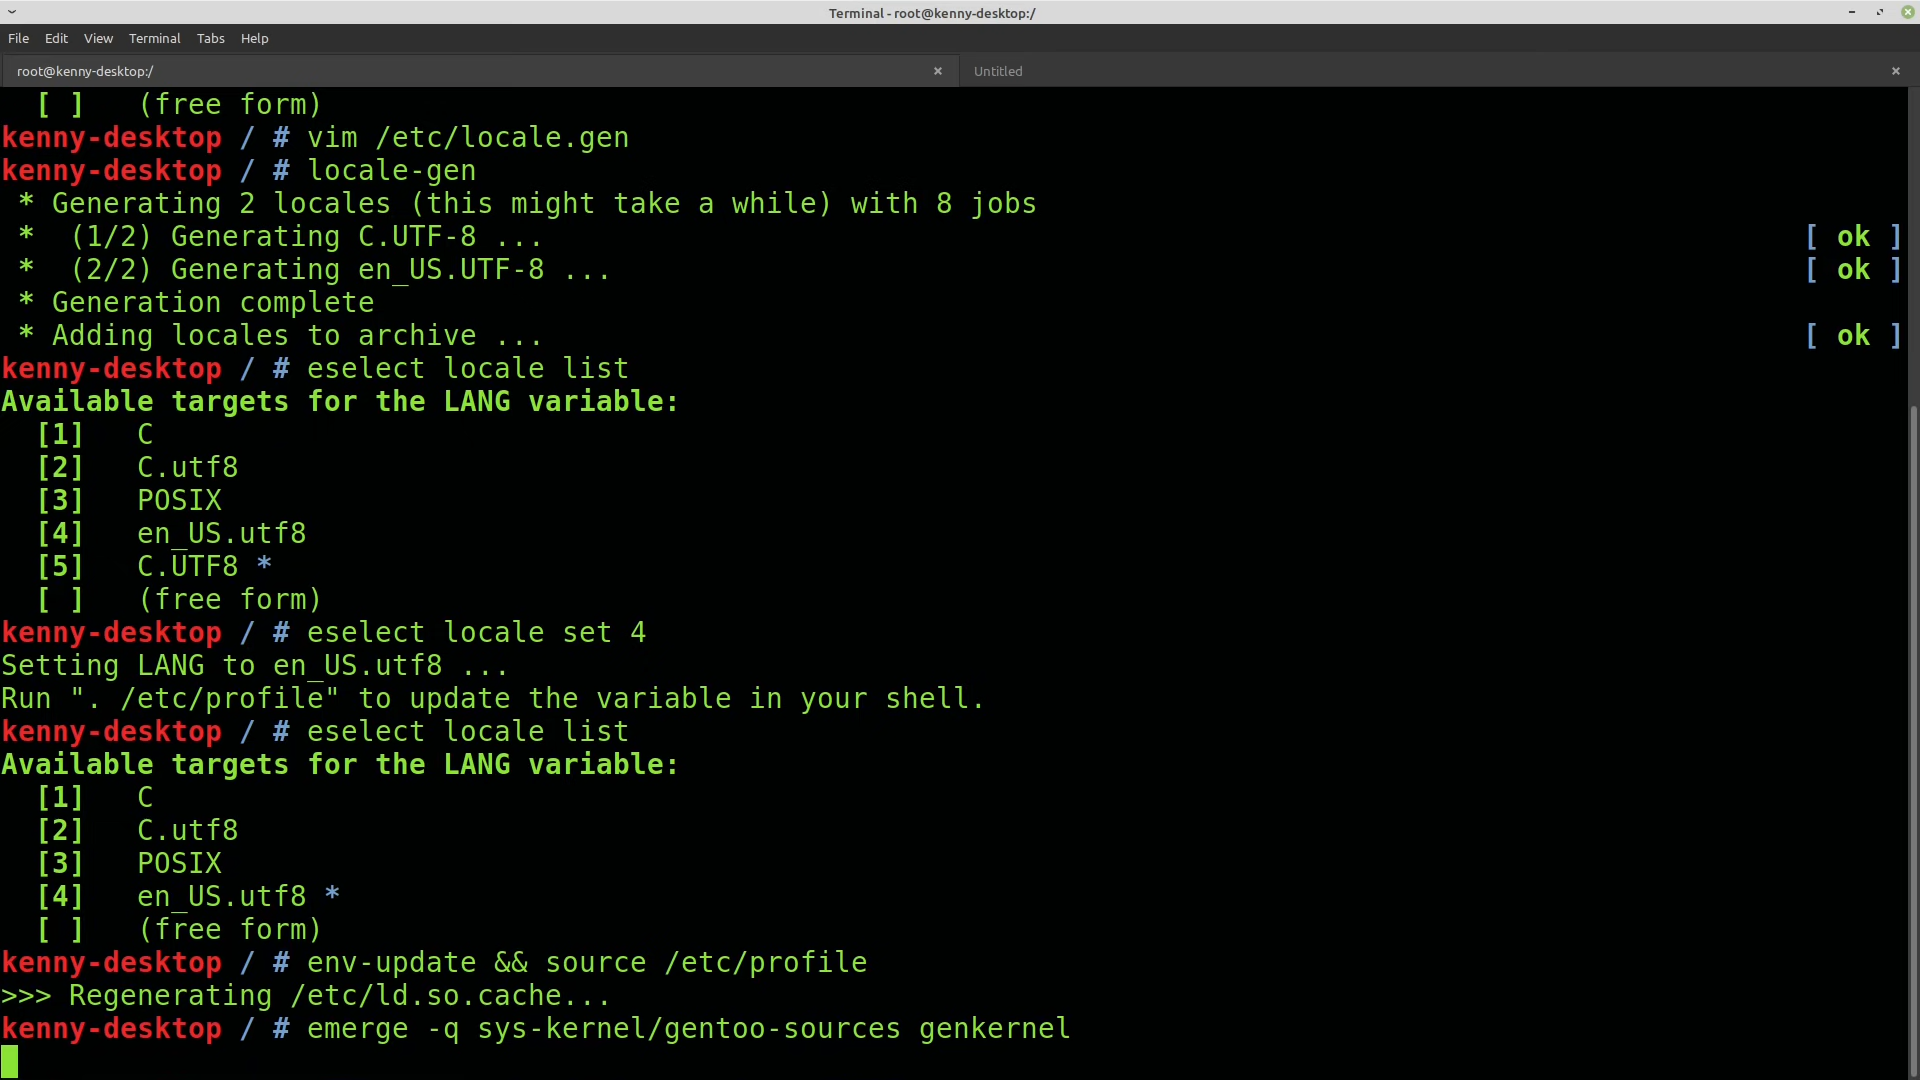 Terminal - root@kenny-desktop:/
File Edit View Terminal Tabs Help
root@kenny-desktop:/ Untitled
[ ] (free form)
kenny-desktop / # vim /etc/locale.gen
kenny-desktop / # locale-gen
* Generating 2 locales (this might take a while) with 8 jobs
* (1/2) Generating C.UTF-8 ... [ ok ]
* (2/2) Generating en_US.UTF-8 ... [ ok ]
* Generation complete
* Adding locales to archive ... [ ok ]
kenny-desktop / # eselect locale list
Available targets for the LANG variable:
[1] C
[2] C.utf8
[3] POSIX
[4] en_US.utf8
[5] C.UTF8 *
[ ] (free form)
kenny-desktop / # eselect locale set 4
Setting LANG to en_US.utf8 ...
Run ". /etc/profile" to update the variable in your shell.
kenny-desktop / # eselect locale list
Available targets for the LANG variable:
[1] C
[2] C.utf8
[3] POSIX
[4] en_US.utf8 *
[ ] (free form)
kenny-desktop / # env-update && source /etc/profile
>>> Regenerating /etc/ld.so.cache...
kenny-desktop / # emerge -q sys-kernel/gentoo-sources genkernel